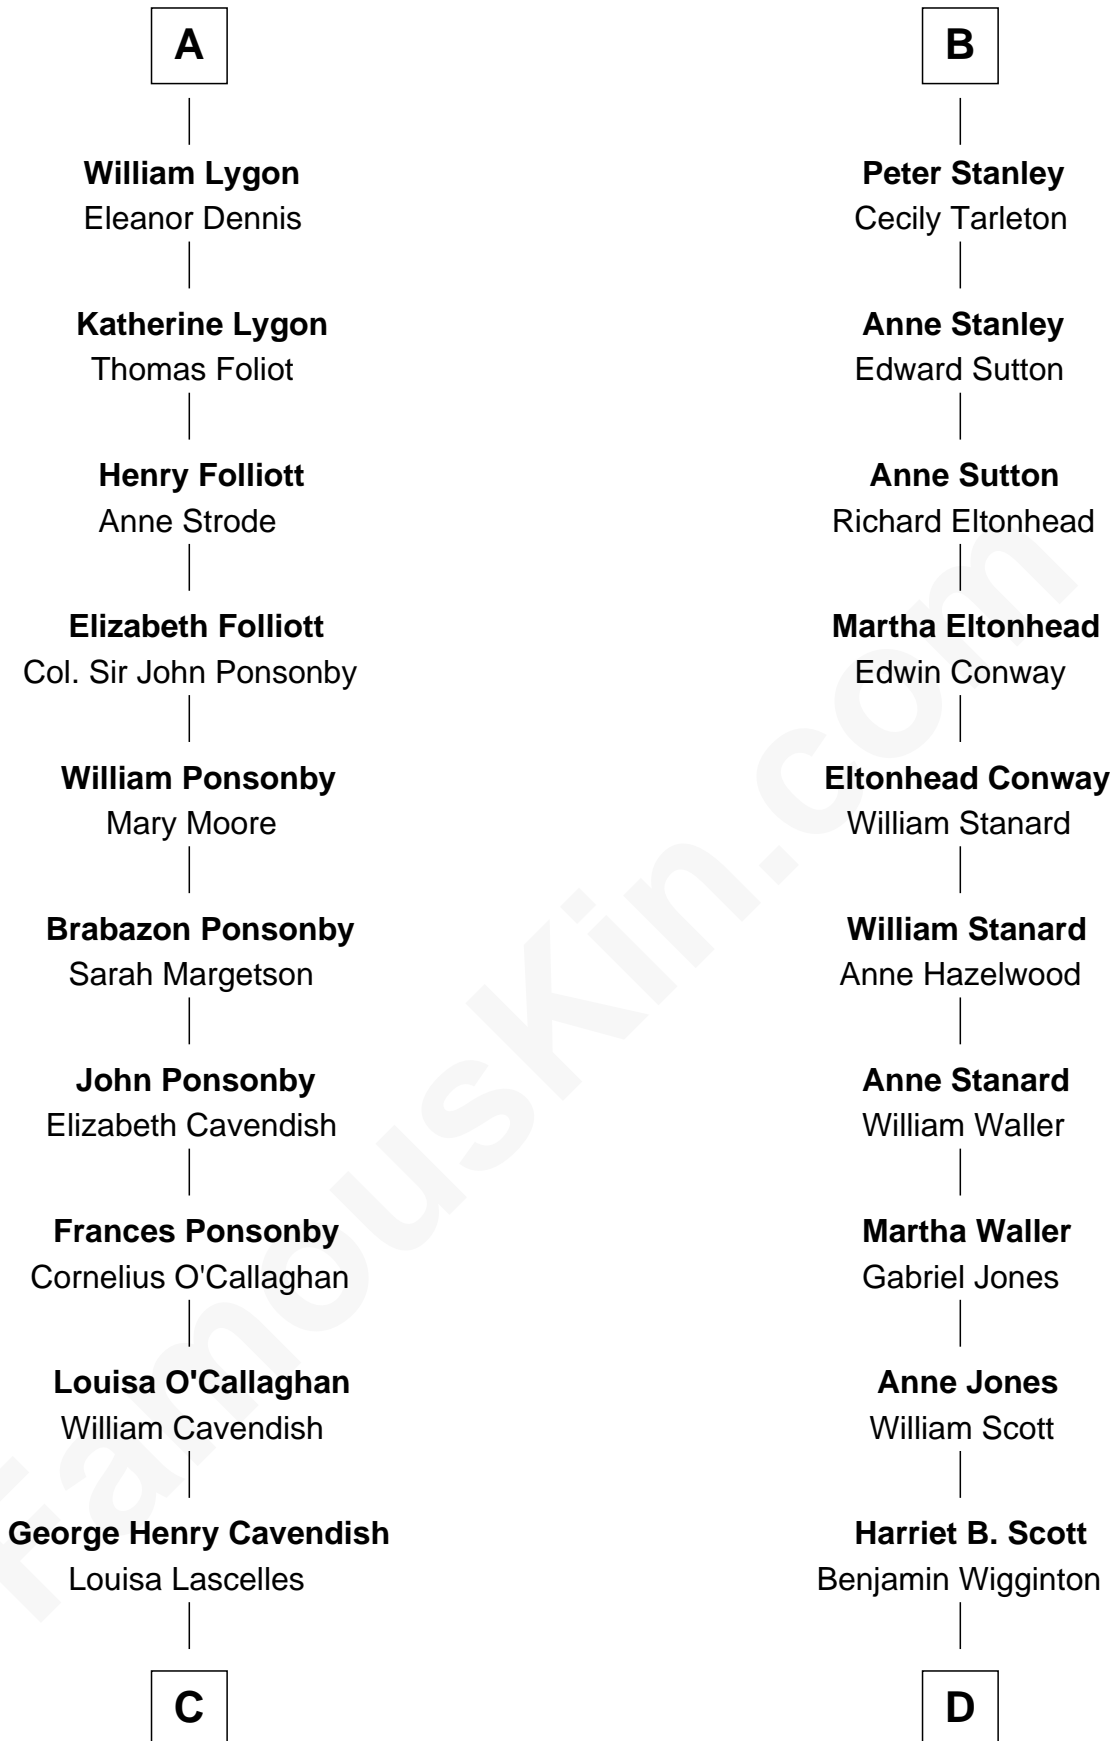 A
William Lygon
Eleanor Dennis
Katherine Lygon
Thomas Foliot
Henry Folliott
Anne Strode
Elizabeth Folliott
Col. Sir John Ponsonby
William Ponsonby
Mary Moore
Brabazon Ponsonby
Sarah Margetson
John Ponsonby
Elizabeth Cavendish
Frances Ponsonby
Cornelius O'Callaghan
Louisa O'Callaghan
William Cavendish
George Henry Cavendish
Louisa Lascelles
C
B
Peter Stanley
Cecily Tarleton
Anne Stanley
Edward Sutton
Anne Sutton
Richard Eltonhead
Martha Eltonhead
Edwin Conway
Eltonhead Conway
William Stanard
William Stanard
Anne Hazelwood
Anne Stanard
William Waller
Martha Waller
Gabriel Jones
Anne Jones
William Scott
Harriet B. Scott
Benjamin Wigginton
D
FamousKin.com